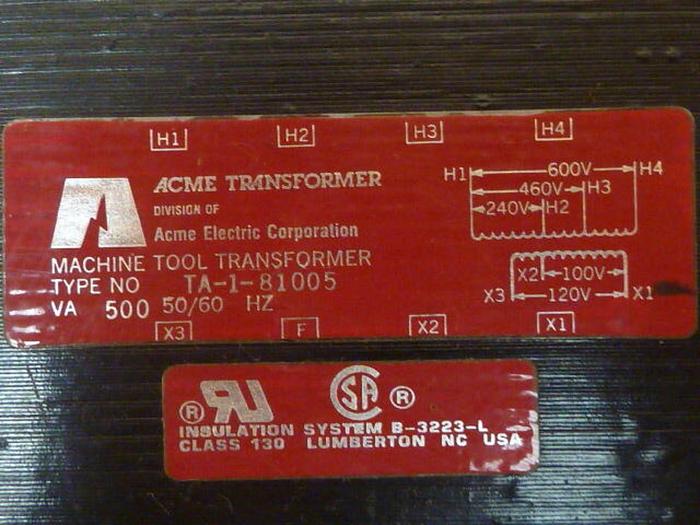 H1 H2 H3 H4
ACME TRANSFORMER
DIVISION OF
Acme Electric Corporation
MACHINE TOOL TRANSFORMER
TYPE NO TA-1-81005
VA 500 50/60 HZ
H1 600V H4
460V H3
240V H2
X2 100V
X3 120V X1
X3 F X2 X1
® RU SA ®
INSULATION SYSTEM B-3223-L
CLASS 130 LUMBERTON NC USA